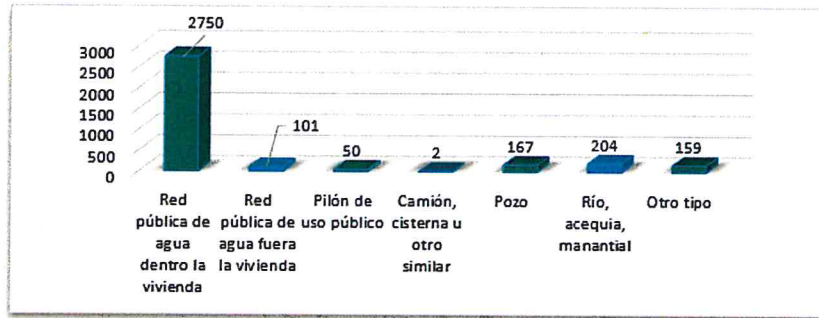 2750
3000
2500
2000
1500
1000
500
0
101
50
2
167
204
159
Red
pública de
agua
dentro la
vivienda
Red
pública de
agua fuera
la vivienda
Pilón de
uso público
Camión,
cisterna u
otro
similar
Pozo
Río,
acequia,
manantial
Otro tipo